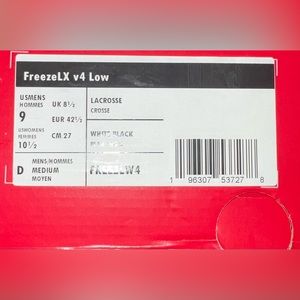 FreezeLX v4 Low
USMENS
HOMMES
9
UK 8½
EUR 42½
USWOMENS
FEMMES
10½
CM 27
MENS/HOMMES
D MEDIUM
MOYEN
LACROSSE
CROSSE
WHITE BLACK
1 96307 53727 8